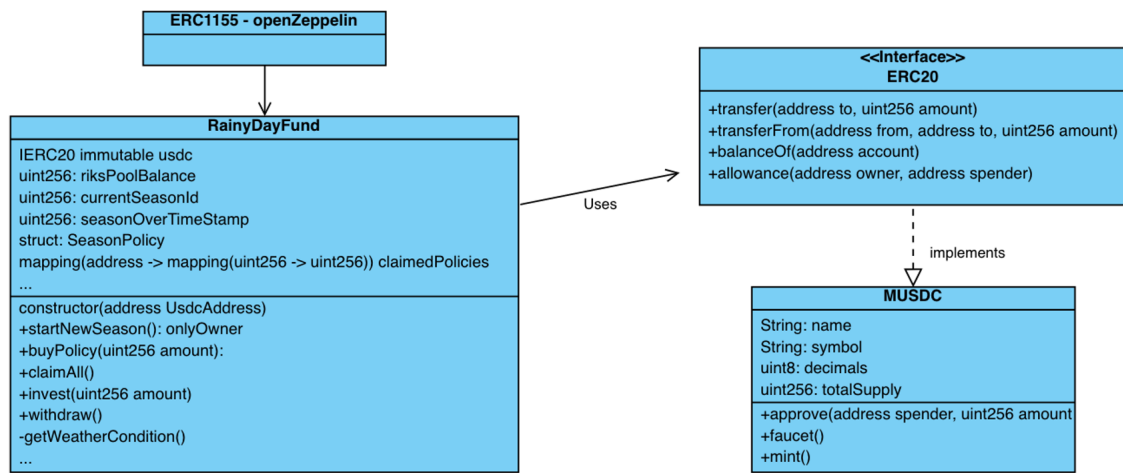 ERC1155 - openZeppelin
RainyDayFund
IERC20 immutable usdc
uint256: riksPoolBalance
uint256: currentSeasonId
uint256: seasonOverTimeStamp
struct: SeasonPolicy
mapping(address -> mapping(uint256 -> uint256)) claimedPolicies
...
constructor(address UsdcAddress)
+startNewSeason(): onlyOwner
+buyPolicy(uint256 amount):
+claimAll()
+invest(uint256 amount)
+withdraw()
-getWeatherCondition()
...
Uses
<<Interface>>
ERC20
+transfer(address to, uint256 amount)
+transferFrom(address from, address to, uint256 amount)
+balanceOf(address account)
+allowance(address owner, address spender)
implements
MUSDC
String: name
String: symbol
uint8: decimals
uint256: totalSupply
+approve(address spender, uint256 amount
+faucet()
+mint()